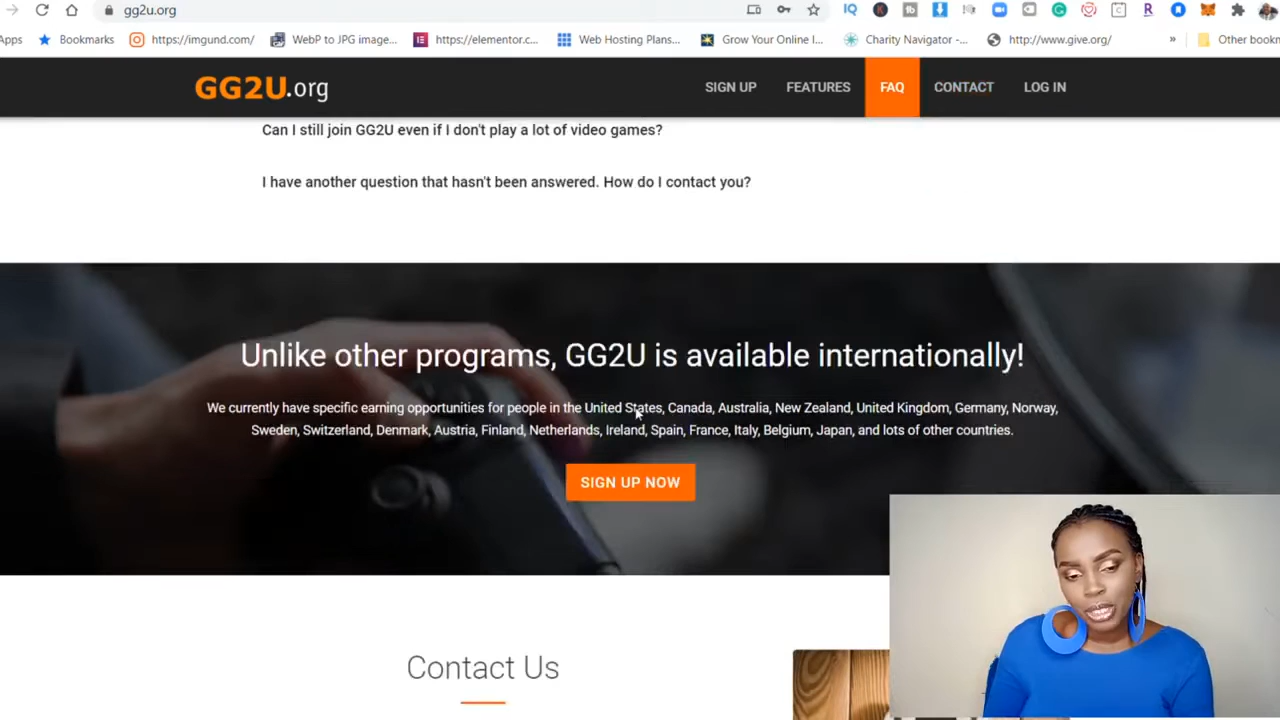 gg2u.org
Apps
Bookmarks
https://imgund.com/
WebP to JPG image...
https://elementor.c...
Web Hosting Plans...
Grow Your Online I...
Charity Navigator -...
http://www.give.org/
»
Other bookm
GG2U.org
SIGN UP
FEATURES
FAQ
CONTACT
LOG IN
Can I still join GG2U even if I don't play a lot of video games?
I have another question that hasn't been answered. How do I contact you?
Unlike other programs, GG2U is available internationally!
We currently have specific earning opportunities for people in the United States, Canada, Australia, New Zealand, United Kingdom, Germany, Norway,
Sweden, Switzerland, Denmark, Austria, Finland, Netherlands, Ireland, Spain, France, Italy, Belgium, Japan, and lots of other countries.
SIGN UP NOW
Contact Us